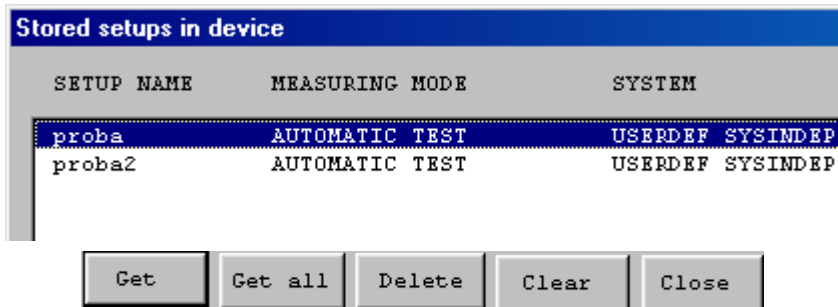 Stored setups in device
SETUP NAME MEASURING MODE SYSTEM
proba AUTOMATIC TEST USERDEF SYSINDEP
proba2 AUTOMATIC TEST USERDEF SYSINDEP
Get Get all Delete Clear Close